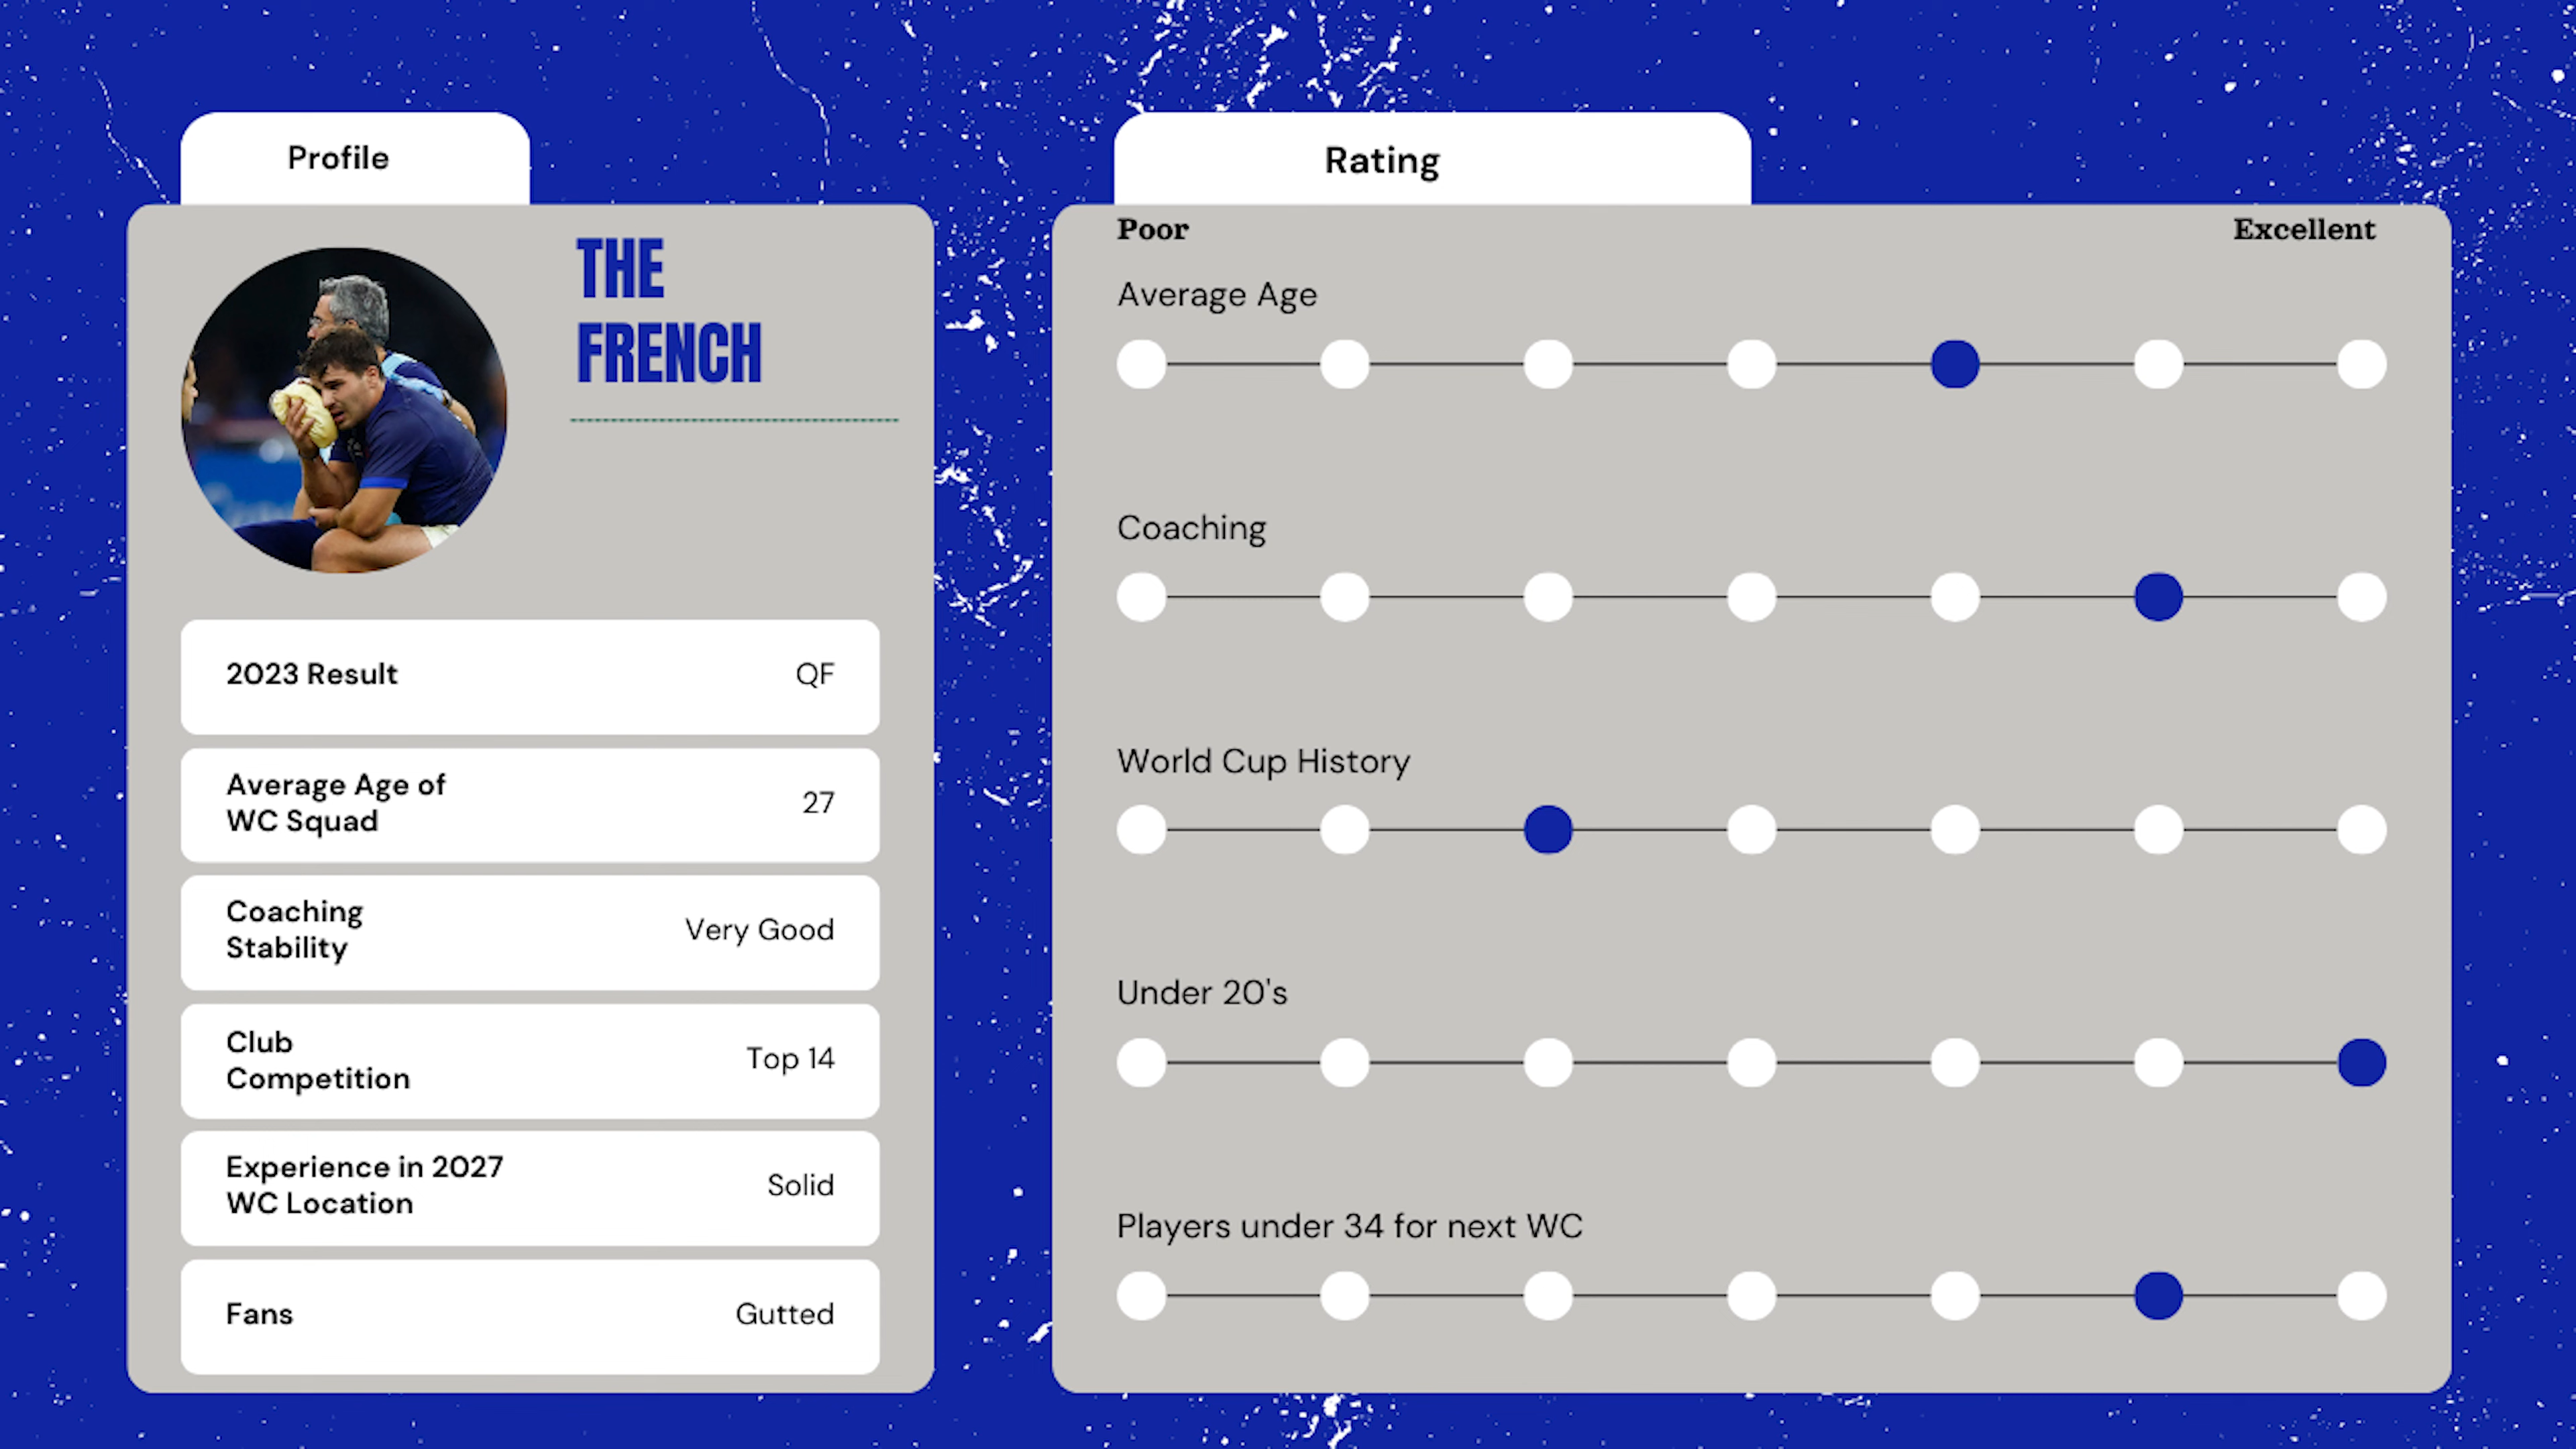 Profile
THE
FRENCH
2023 Result
QF
Average Age of
WC Squad
27
Coaching
Stability
Very Good
Club
Competition
Top 14
Experience in 2027
WC Location
Solid
Fans
Gutted
Rating
Poor
Excellent
Average Age
Coaching
World Cup History
Under 20's
Players under 34 for next WC